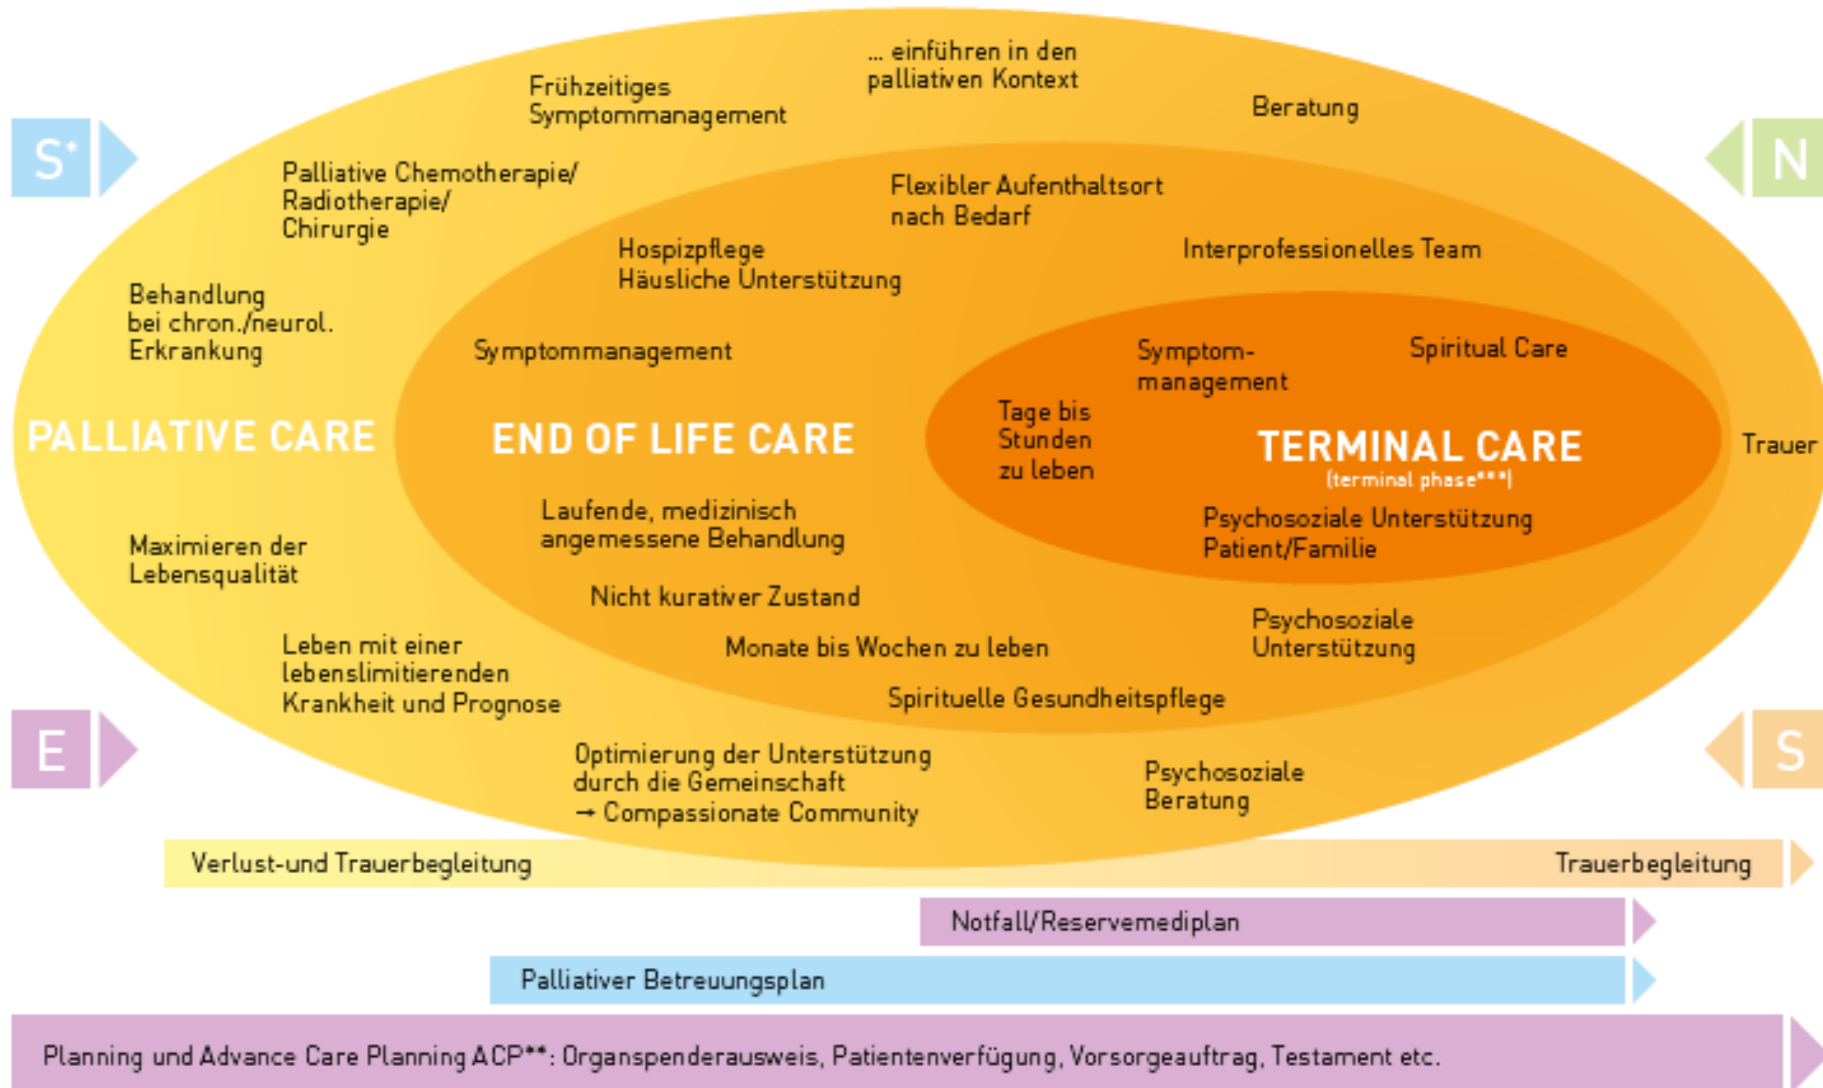 ... einführen in den
palliativen Kontext
Frühzeitiges
Symptommanagement
Beratung
S*
N
Palliative Chemotherapie/
Radiotherapie/
Chirurgie
Flexibler Aufenthaltsort
nach Bedarf
Hospizpflege
Häusliche Unterstützung
Interprofessionelles Team
Behandlung
bei chron./neurol.
Erkrankung
Symptommanagement
Symptom-
management
Spiritual Care
Tage bis
Stunden
zu leben
PALLIATIVE CARE
END OF LIFE CARE
TERMINAL CARE
(terminal phase***)
Trauer
Laufende, medizinisch
angemessene Behandlung
Psychosoziale Unterstützung
Patient/Familie
Maximieren der
Lebensqualität
Nicht kurativer Zustand
Psychosoziale
Unterstützung
Leben mit einer
lebenslimitierenden
Krankheit und Prognose
Monate bis Wochen zu leben
Spirituelle Gesundheitspflege
E
S
Optimierung der Unterstützung
durch die Gemeinschaft
→ Compassionate Community
Psychosoziale
Beratung
Verlust-und Trauerbegleitung
Trauerbegleitung
Notfall/Reservemediplan
Palliativer Betreuungsplan
Planning und Advance Care Planning ACP**: Organspenderausweis, Patientenverfügung, Vorsorgeauftrag, Testament etc.